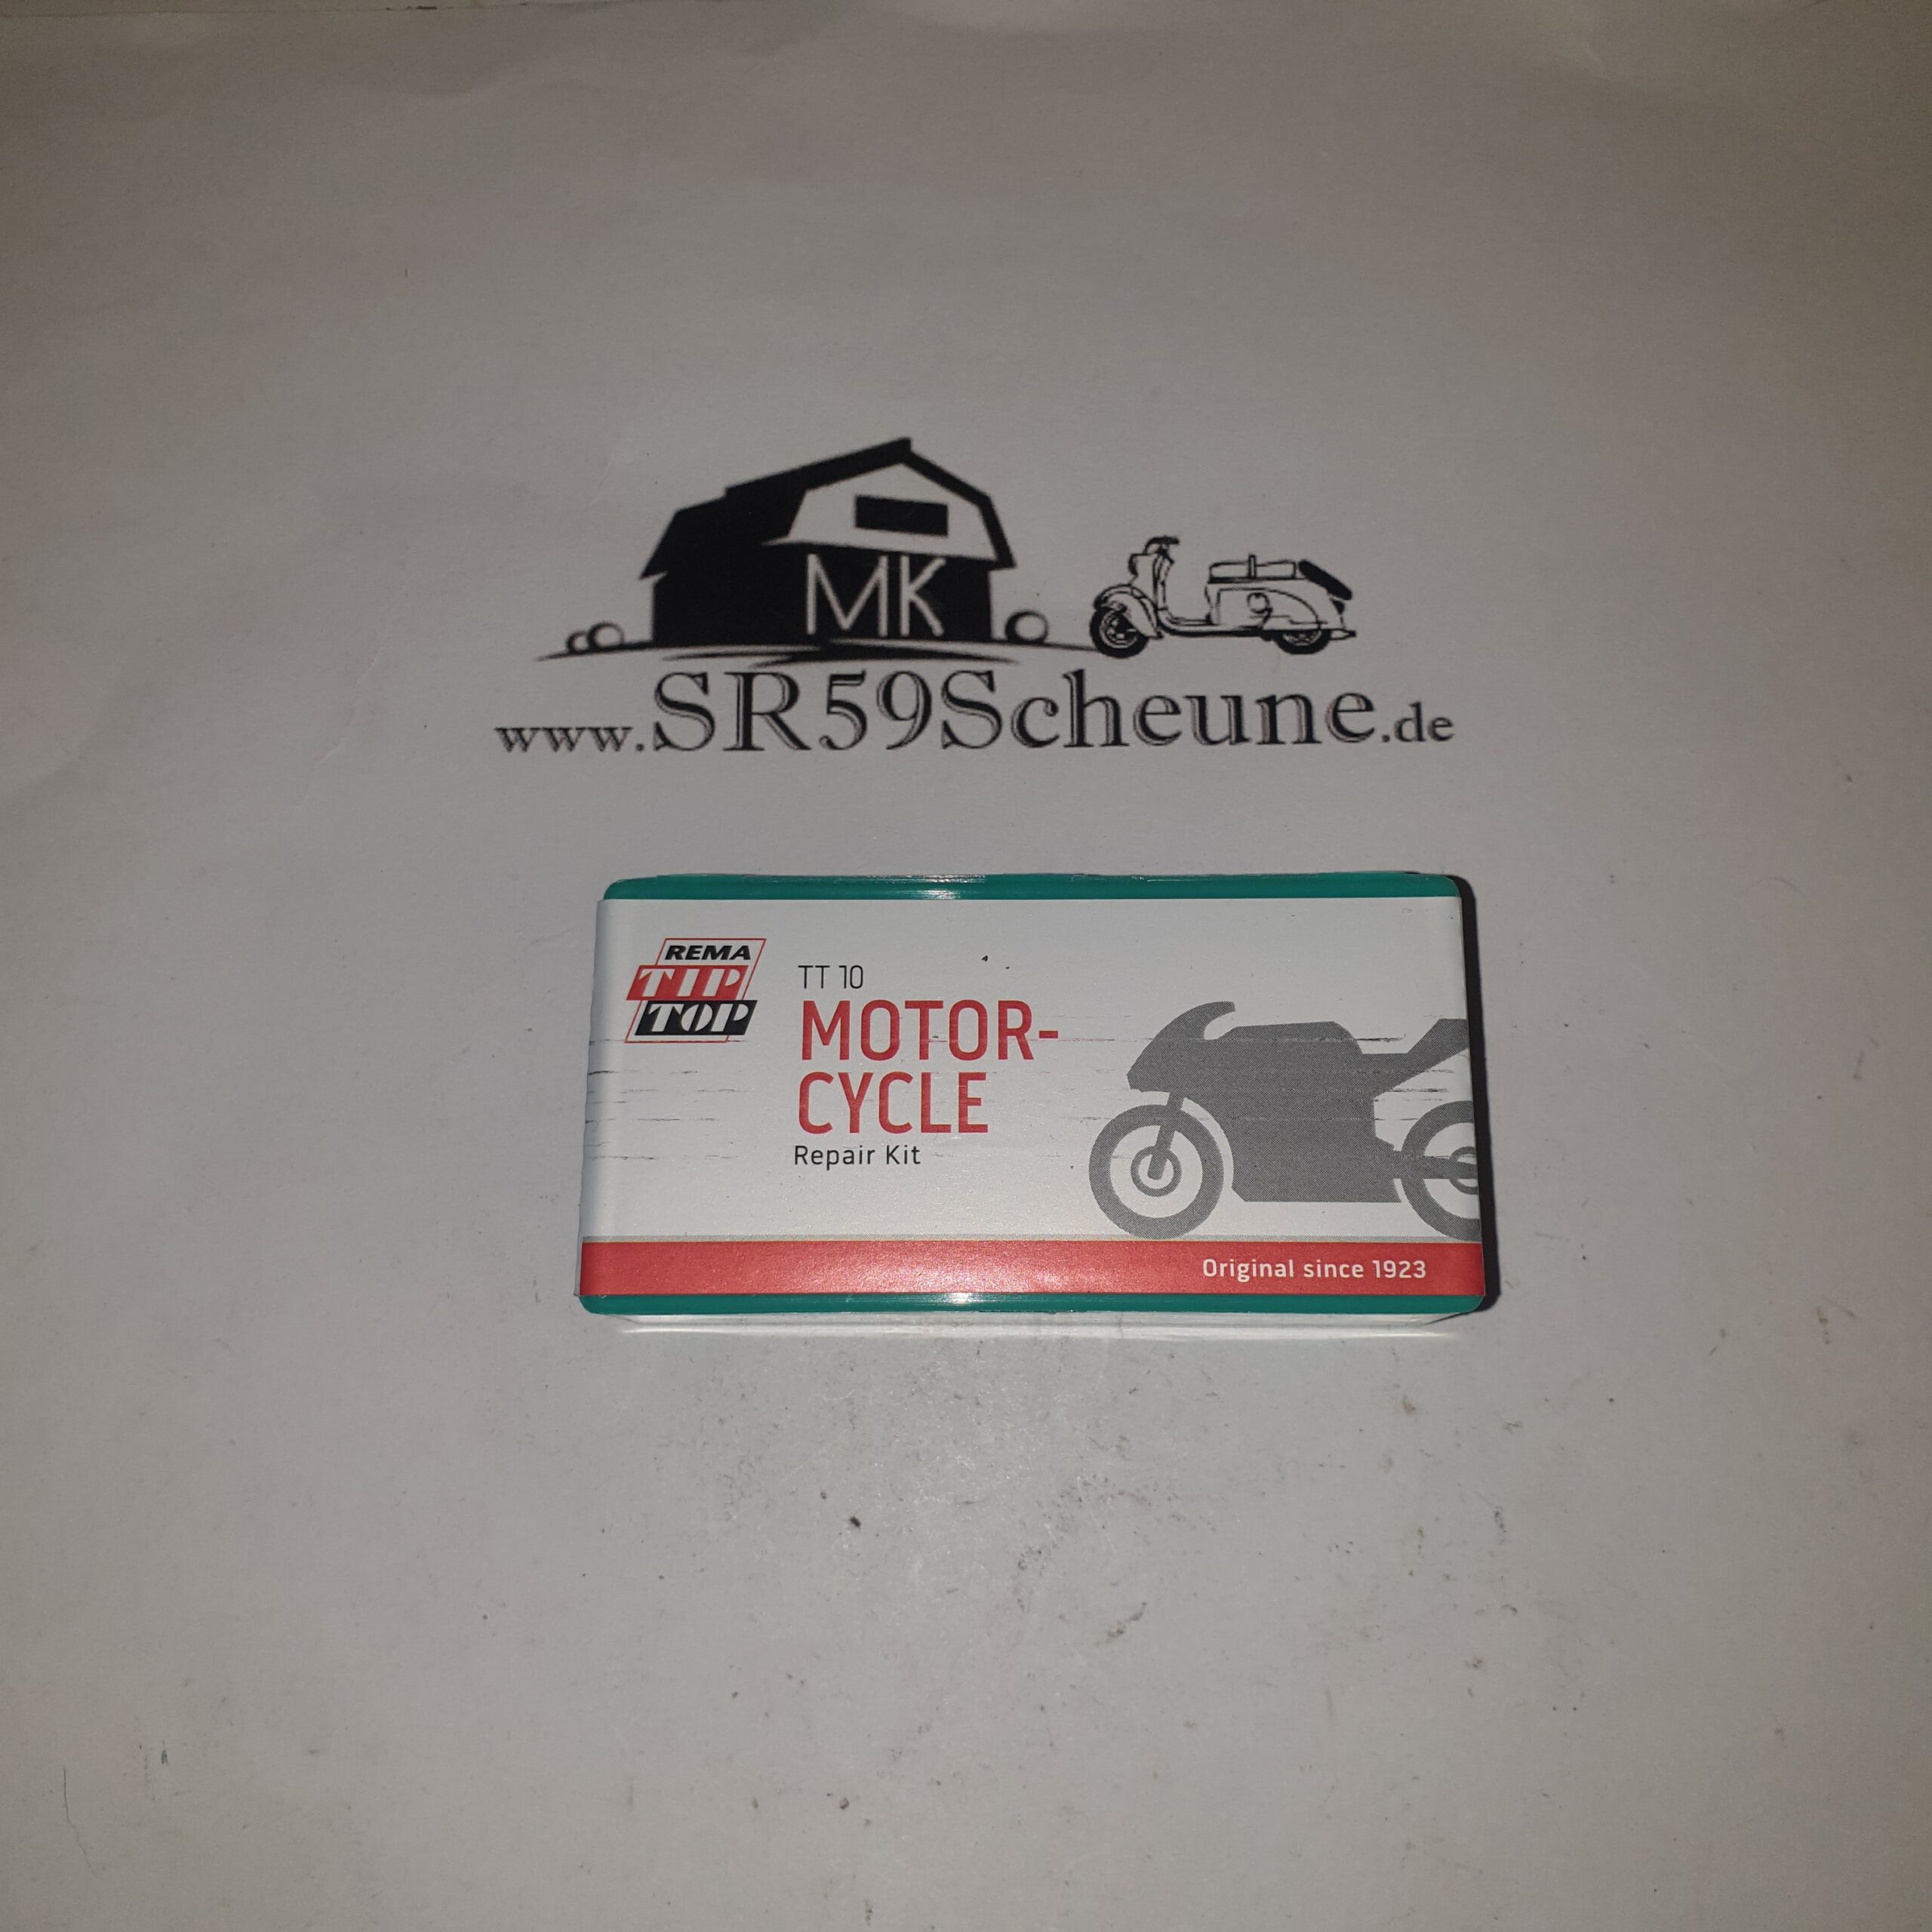 MK
www.SR59Scheune.de
REMA
TIP
TOP
TT 10
MOTOR-
CYCLE
Repair Kit
Original since 1923